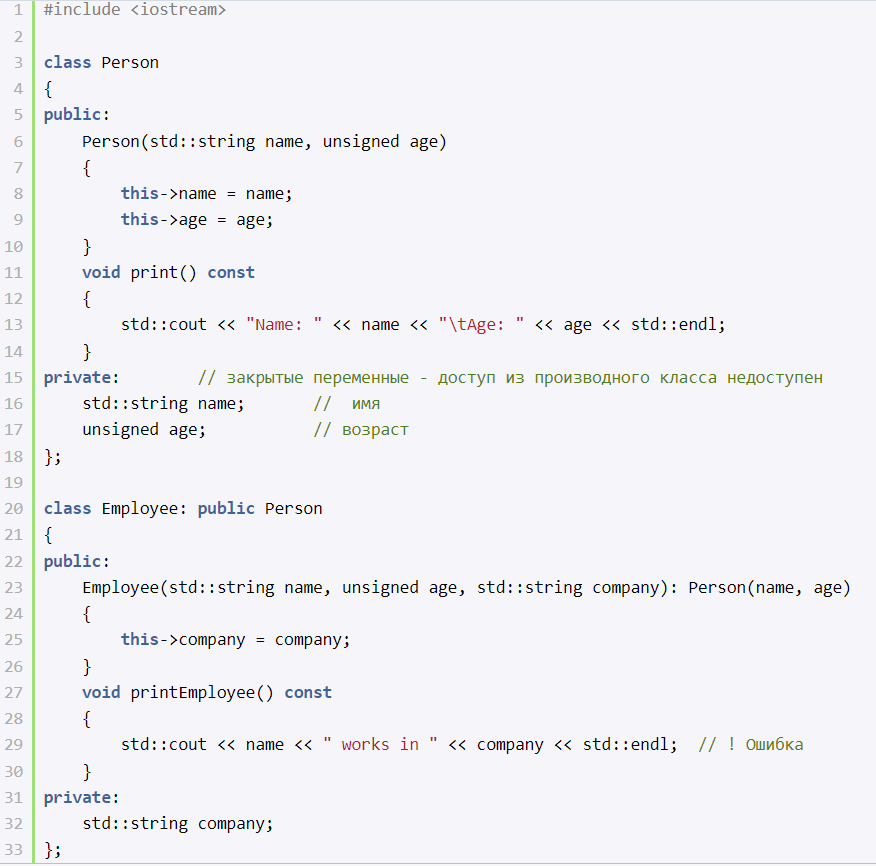 1 #include <iostream>
2
3 class Person
4 {
5 public:
6     Person(std::string name, unsigned age)
7     {
8         this->name = name;
9         this->age = age;
10     }
11     void print() const
12     {
13         std::cout << "Name: " << name << "\tAge: " << age << std::endl;
14     }
15 private:        // закрытые переменные - доступ из производного класса недоступен
16     std::string name;       //  имя
17     unsigned age;           // возраст
18 };
19
20 class Employee: public Person
21 {
22 public:
23     Employee(std::string name, unsigned age, std::string company): Person(name, age)
24     {
25         this->company = company;
26     }
27     void printEmployee() const
28     {
29         std::cout << name << " works in " << company << std::endl;  // ! Ошибка
30     }
31 private:
32     std::string company;
33 };